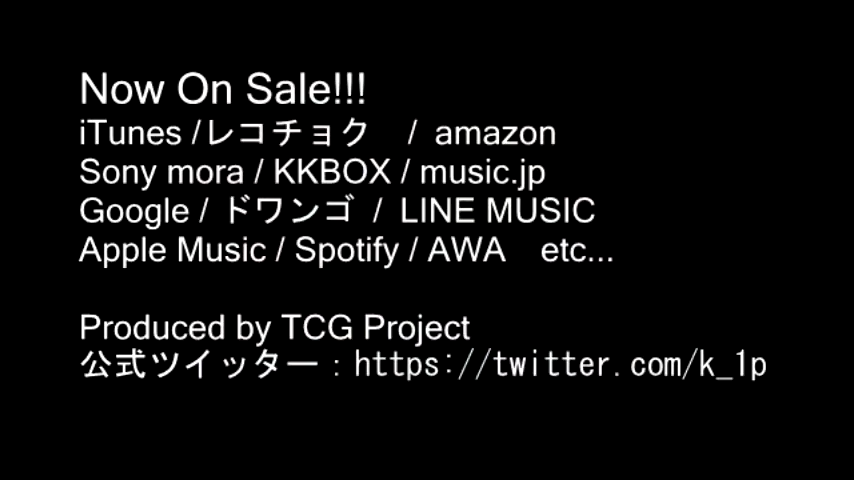 Now On Sale!!!
iTunes /レコチョク　/ amazon
Sony mora / KKBOX / music.jp
Google / ドワンゴ / LINE MUSIC
Apple Music / Spotify / AWA　etc...
Produced by TCG Project
公式ツイッター：https://twitter.com/k_1p